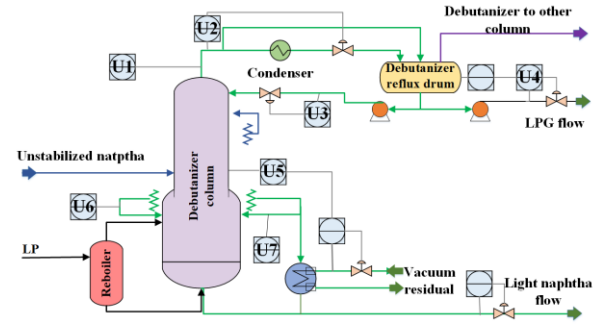 Debutanizer to other
column
U2
U1
Condenser
Debutanizer
reflux drum
U4
U3
LPG flow
Unstabilized natptha
Debutanizer
column
U5
U6
U7
LP
Reboiler
Vacuum
residual
Light naphtha
flow